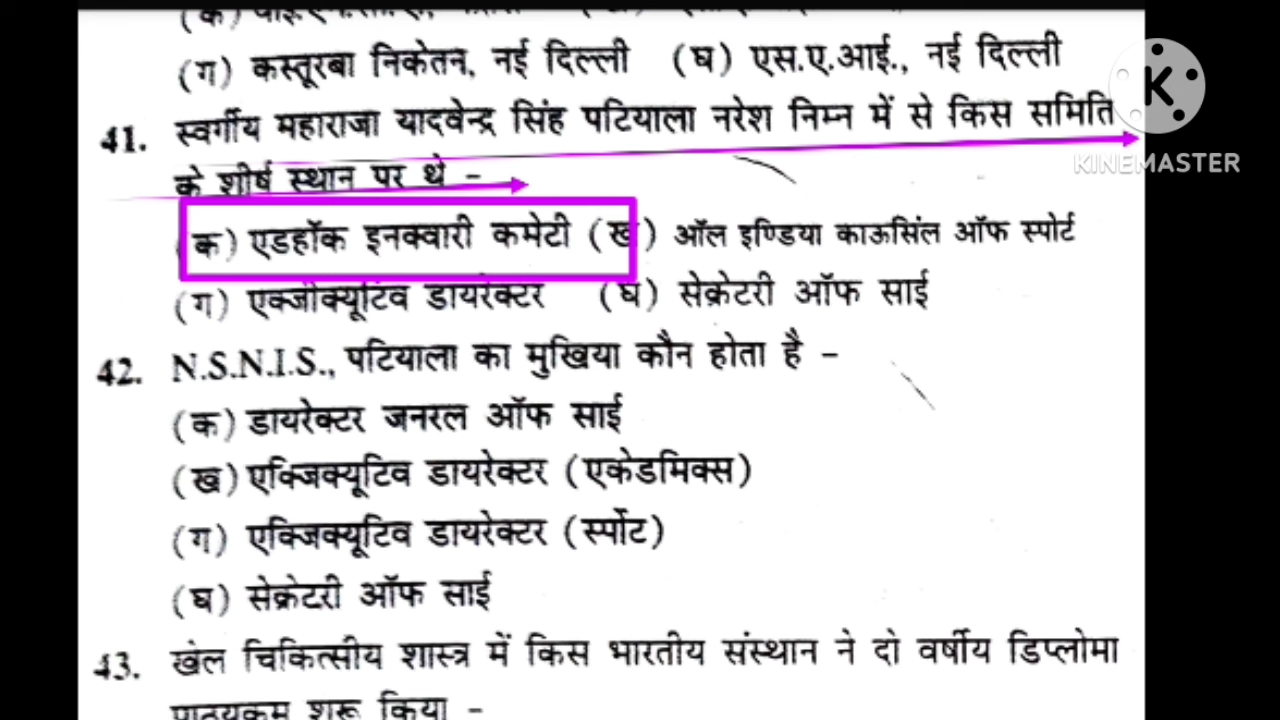 (ग) कस्तूरबा निकेतन, नई दिल्ली (घ) एस.ए.आई., नई दिल्ली
41. स्वर्गीय महाराजा यादवेन्द्र सिंह पटियाला नरेश निम्न में से किस समिति
KINEMASTER
के शीर्ष स्थान पर थे -
(क) एडहॉक इनक्वारी कमेटी (ख) ऑल इण्डिया काऊसिंल ऑफ स्पोर्ट
(ग) एक्जीक्यूटिव डायरेक्टर (घ) सेक्रेटरी ऑफ साई
42. N.S.N.I.S., पटियाला का मुखिया कौन होता है -
(क) डायरेक्टर जनरल ऑफ साई
(ख) एक्जिक्यूटिव डायरेक्टर (एकेडमिक्स)
(ग) एक्जिक्यूटिव डायरेक्टर (स्पोंट)
(घ) सेक्रेटरी ऑफ साई
43. खेल चिकित्सीय शास्त्र में किस भारतीय संस्थान ने दो वर्षीय डिप्लोमा
पाठ्यक्रम शुरू किया -